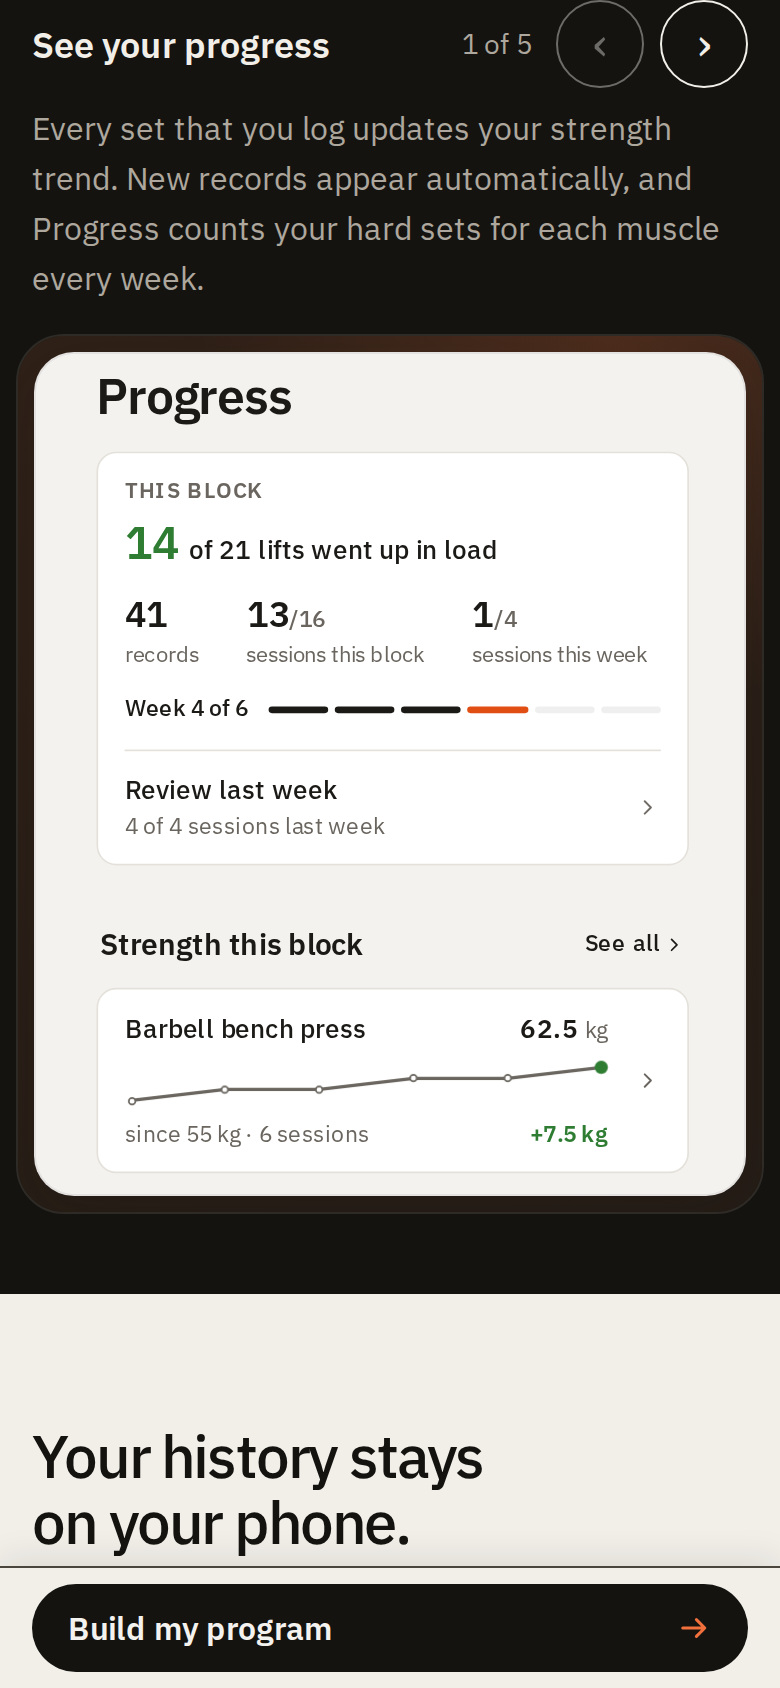 See your progress
1 of 5
Every set that you log updates your strength
trend. New records appear automatically, and
Progress counts your hard sets for each muscle
every week.
Progress
THIS BLOCK
14 of 21 lifts went up in load
41 13/16 1/4
records sessions this block sessions this week
Week 4 of 6
Review last week
4 of 4 sessions last week
Strength this block See all
Barbell bench press 62.5 kg
since 55 kg · 6 sessions +7.5 kg
Your history stays
on your phone.
Build my program